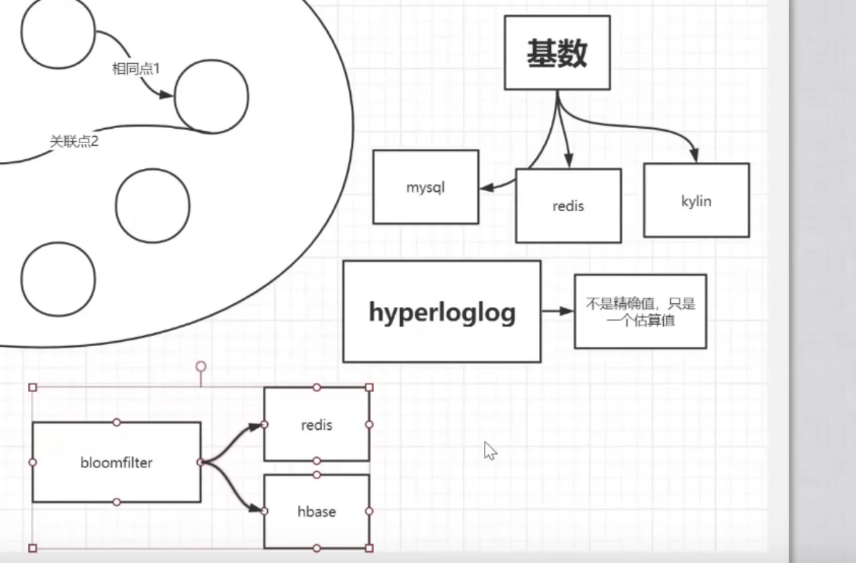 基数
相同点1
关联点2
mysql
redis
kylin
hyperloglog
不是精确值，只是
一个估算值
redis
bloomfilter
hbase